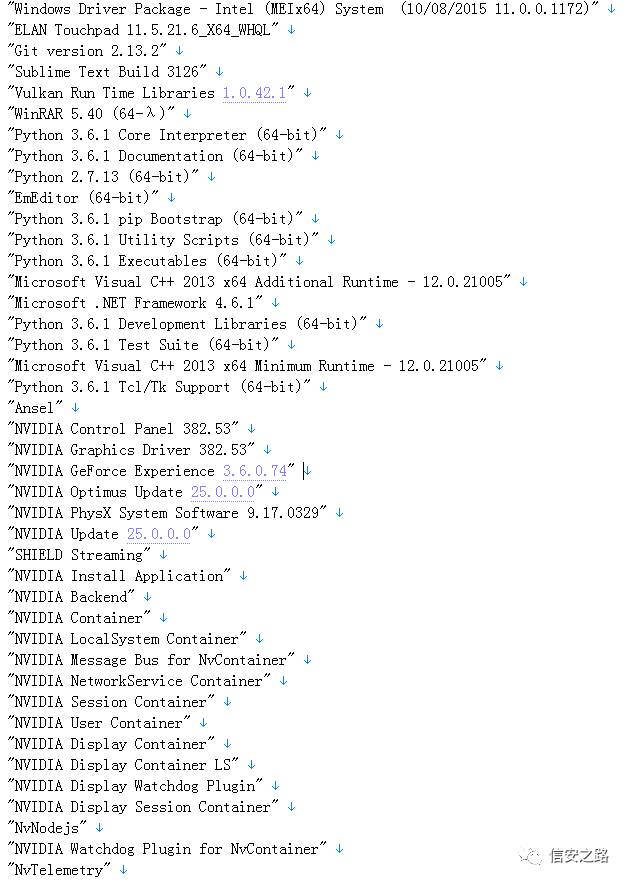 "Windows Driver Package - Intel (MEIx64) System  (10/08/2015 11.0.0.1172)" ↓
"ELAN Touchpad 11.5.21.6_X64_WHQL" ↓
"Git version 2.13.2" ↓
"Sublime Text Build 3126" ↓
"Vulkan Run Time Libraries 1.0.42.1" ↓
"WinRAR 5.40 (64-λ)" ↓
"Python 3.6.1 Core Interpreter (64-bit)" ↓
"Python 3.6.1 Documentation (64-bit)" ↓
"Python 2.7.13 (64-bit)" ↓
"EmEditor (64-bit)" ↓
"Python 3.6.1 pip Bootstrap (64-bit)" ↓
"Python 3.6.1 Utility Scripts (64-bit)" ↓
"Python 3.6.1 Executables (64-bit)" ↓
"Microsoft Visual C++ 2013 x64 Additional Runtime - 12.0.21005" ↓
"Microsoft .NET Framework 4.6.1" ↓
"Python 3.6.1 Development Libraries (64-bit)" ↓
"Python 3.6.1 Test Suite (64-bit)" ↓
"Microsoft Visual C++ 2013 x64 Minimum Runtime - 12.0.21005" ↓
"Python 3.6.1 Tcl/Tk Support (64-bit)" ↓
"Ansel" ↓
"NVIDIA Control Panel 382.53" ↓
"NVIDIA Graphics Driver 382.53" ↓
"NVIDIA GeForce Experience 3.6.0.74" ↓
"NVIDIA Optimus Update 25.0.0.0" ↓
"NVIDIA PhysX System Software 9.17.0329" ↓
"NVIDIA Update 25.0.0.0" ↓
"SHIELD Streaming" ↓
"NVIDIA Install Application" ↓
"NVIDIA Backend" ↓
"NVIDIA Container" ↓
"NVIDIA LocalSystem Container" ↓
"NVIDIA Message Bus for NvContainer" ↓
"NVIDIA NetworkService Container" ↓
"NVIDIA Session Container" ↓
"NVIDIA User Container" ↓
"NVIDIA Display Container" ↓
"NVIDIA Display Container LS" ↓
"NVIDIA Display Watchdog Plugin" ↓
"NVIDIA Display Session Container" ↓
"NvNodejs" ↓
"NVIDIA Watchdog Plugin for NvContainer" ↓
"NvTelemetry" ↓
信安之路